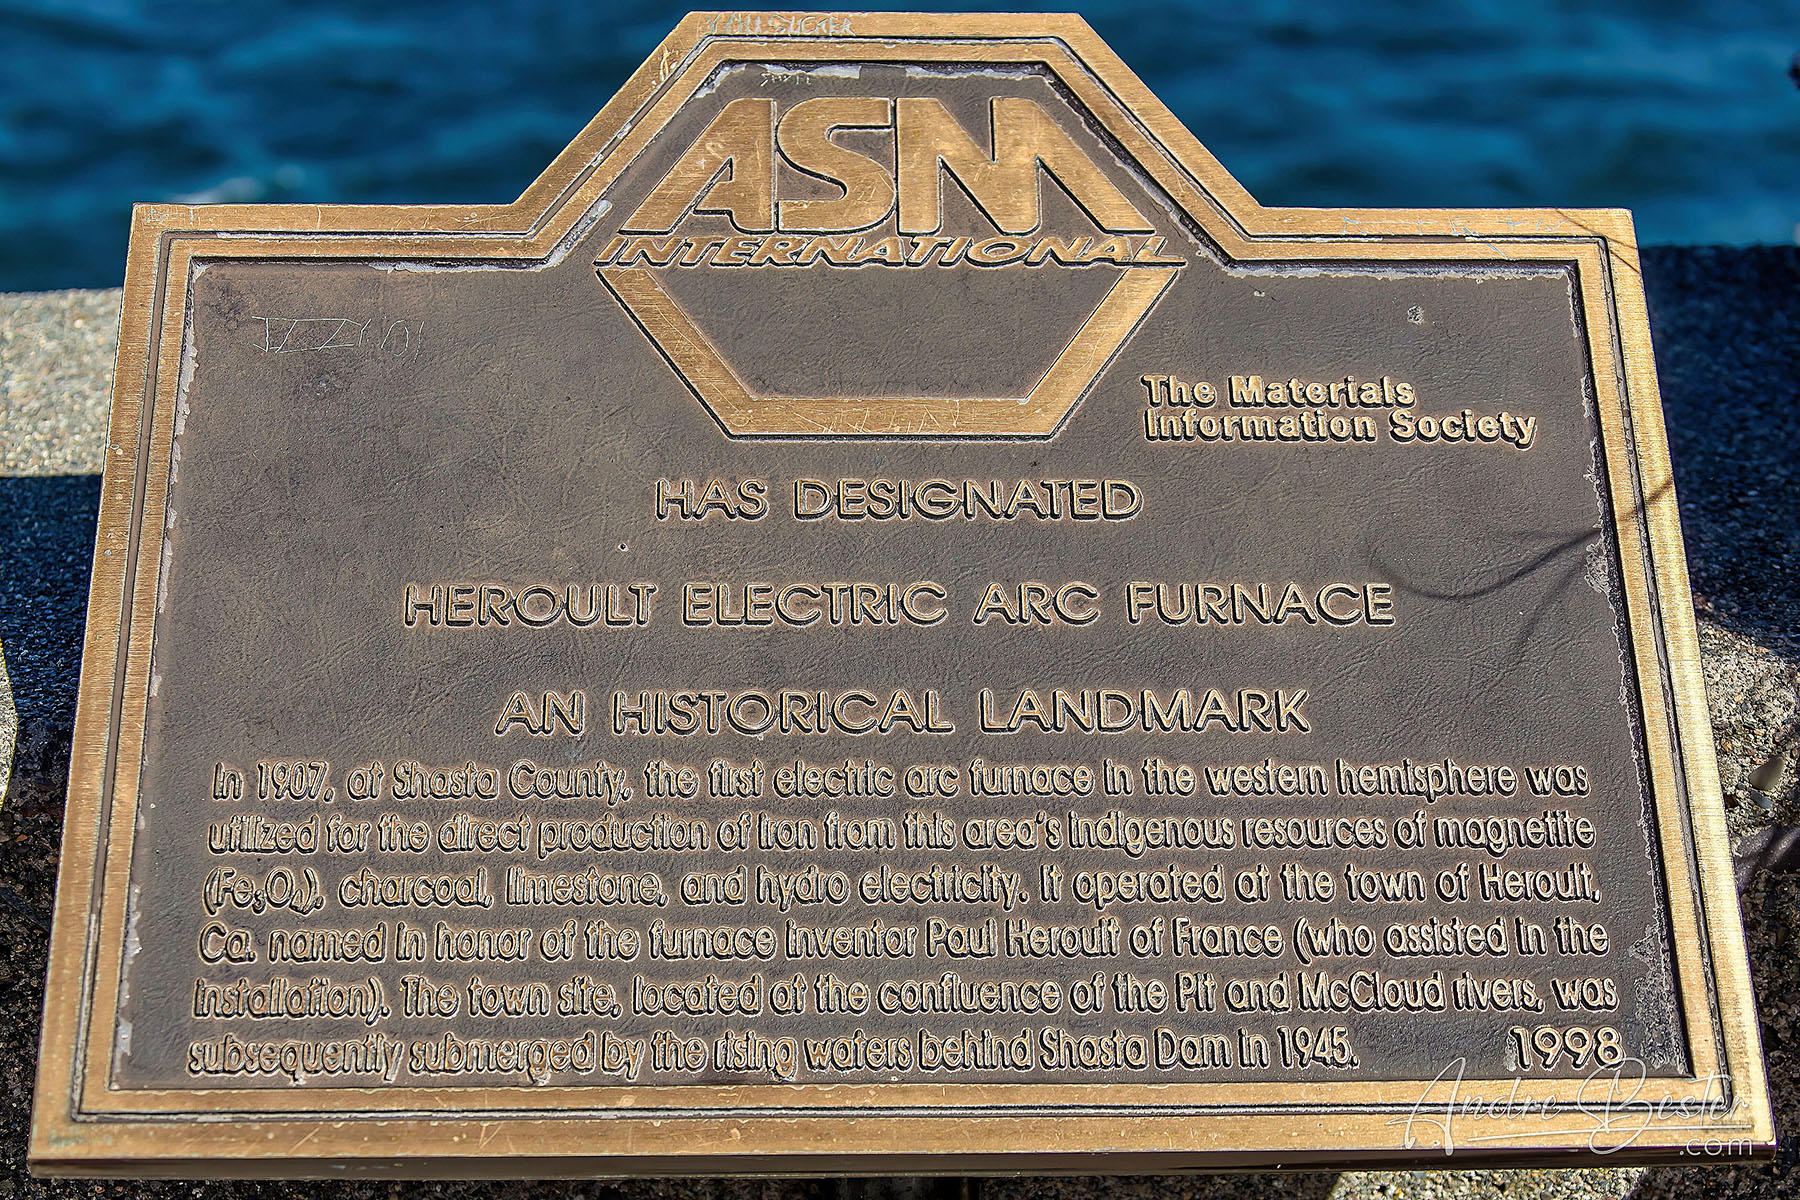 ASM
INTERNATIONAL
The Materials
Information Society
HAS DESIGNATED
HEROULT ELECTRIC ARC FURNACE
AN HISTORICAL LANDMARK
In 1907, at Shasta County, the first electric arc furnace in the western hemisphere was
utilized for the direct production of iron from this area's indigenous resources of magnetite
(Fe₃O₄), charcoal, limestone, and hydro electricity. It operated at the town of Heroult,
Ca. named in honor of the furnace inventor Paul Heroult of France (who assisted in the
installation). The town site, located at the confluence of the Pit and McCloud rivers, was
subsequently submerged by the rising waters behind Shasta Dam in 1945. 1998
Andre Bester
.com